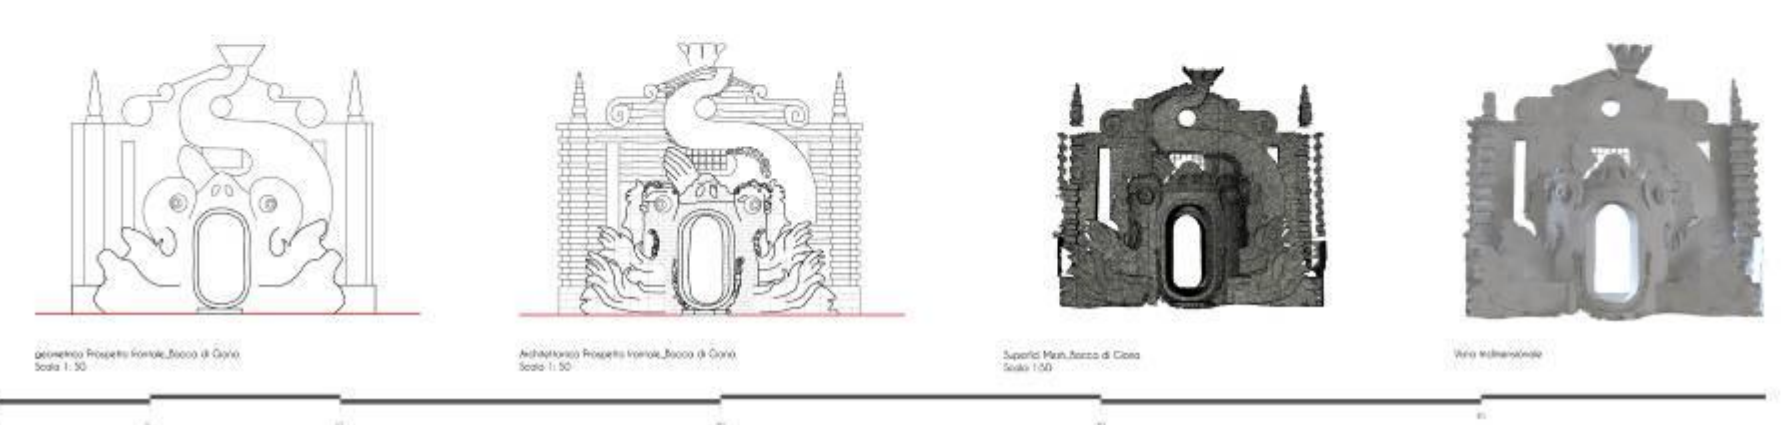 geometrico Prospetto frontale_Bocca di Giona
Scala 1: 50
Architettonico Prospetto frontale_Bocca di Giona
Scala 1: 50
Superfici Mesh_Bocca di Giona
Scala 1:50
Vista tridimensionale